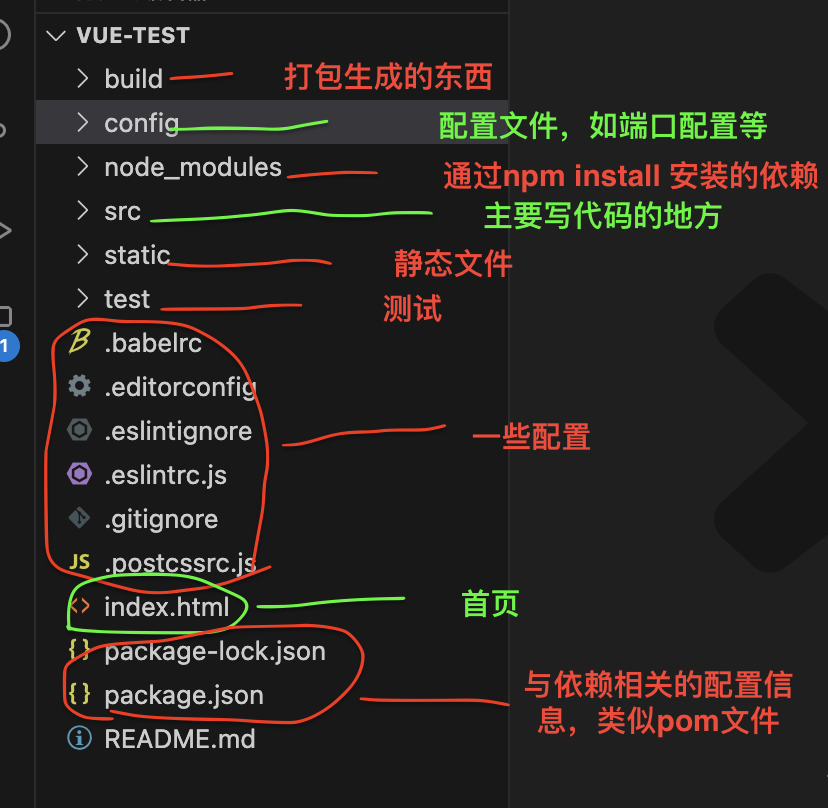 VUE-TEST
build 打包生成的东西
config 配置文件，如端口配置等
node_modules 通过npm install 安装的依赖
src 主要写代码的地方
static 静态文件
test 测试
.babelrc
.editorconfig
.eslintignore 一些配置
.eslintrc.js
.gitignore
JS .postcssrc.js
index.html 首页
package-lock.json
package.json 与依赖相关的配置信
息，类似pom文件
README.md
1